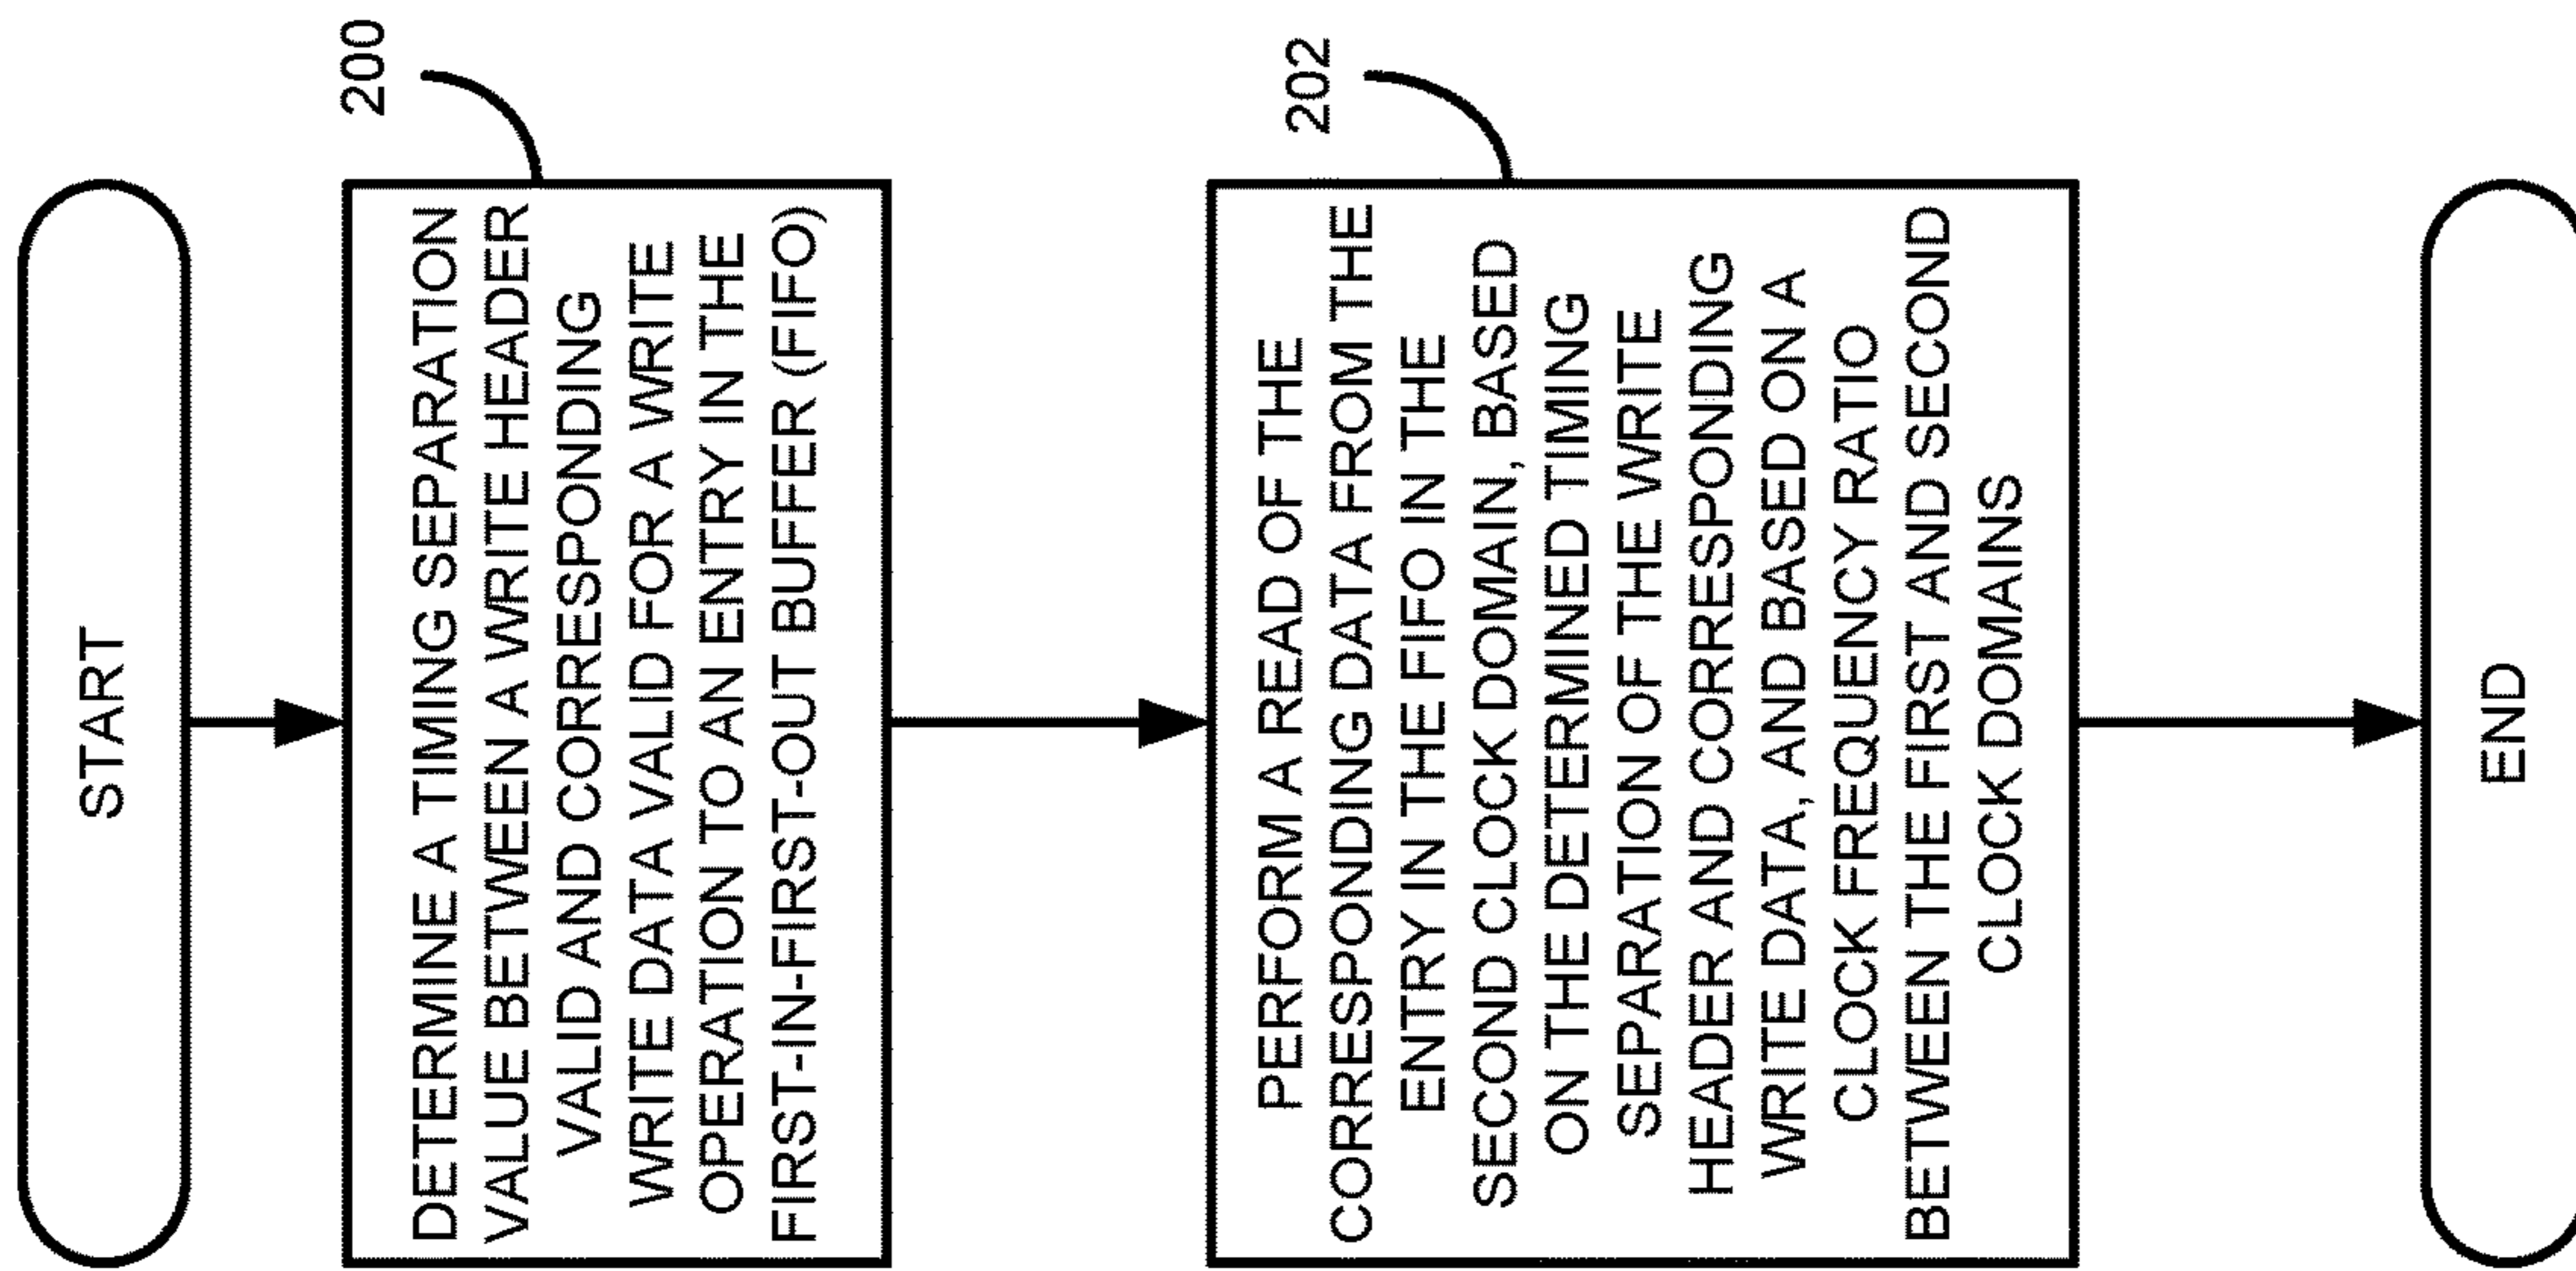 START
200
DETERMINE A TIMING SEPARATION
VALUE BETWEEN A WRITE HEADER
VALID AND CORRESPONDING
WRITE DATA VALID FOR A WRITE
OPERATION TO AN ENTRY IN THE
FIRST-IN-FIRST-OUT BUFFER (FIFO)
202
PERFORM A READ OF THE
CORRESPONDING DATA FROM THE
ENTRY IN THE FIFO IN THE
SECOND CLOCK DOMAIN, BASED
ON THE DETERMINED TIMING
SEPARATION OF THE WRITE
HEADER AND CORRESPONDING
WRITE DATA, AND BASED ON A
CLOCK FREQUENCY RATIO
BETWEEN THE FIRST AND SECOND
CLOCK DOMAINS
END